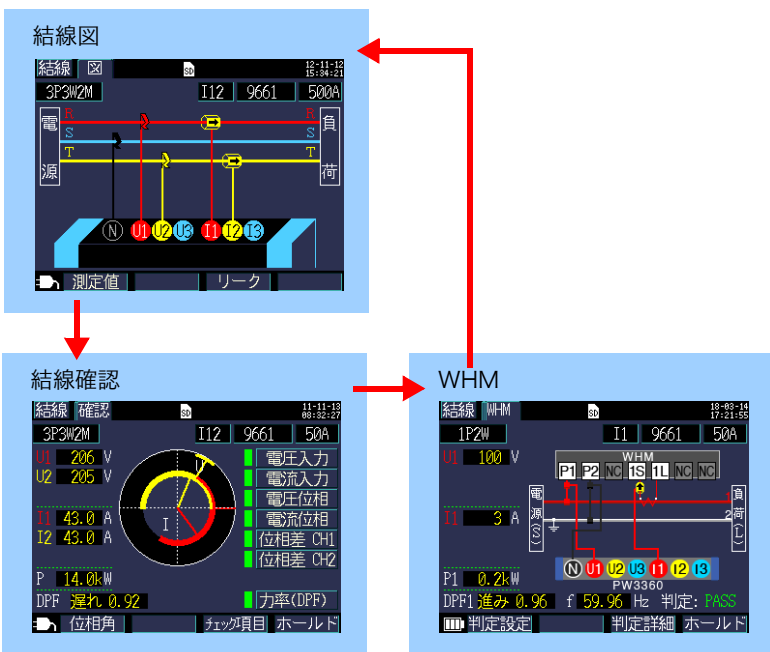 結線図
結線 図 SD 12-11-12
15:34:21
3P3W2M I12 9661 500A
電源
R R
S S
T T
負荷
N U1 U2 U3 I1 I2 I3
測定値 リーク
結線確認
結線 確認 SD 11-11-13
08:32:27
3P3W2M I12 9661 50A
U1 206 V
U2 205 V
I1 43.0 A
I2 43.0 A
P 14.0kW
DPF 遅れ 0.92
U
I
電圧入力
電流入力
電圧位相
電流位相
位相差 CH1
位相差 CH2
力率(DPF)
位相角 チェック項目 ホールド
WHM
結線 WHM SD 18-03-14
17:21:55
1P2W I1 9661 50A
U1 100 V
I1 3 A
WHM
P1 P2 NC 1S 1L NC NC
電源(S)
1
2
負荷(L)
N U1 U2 U3 I1 I2 I3
PW3360
P1 0.2kW
DPF1 進み 0.96 f 59.96 Hz 判定: PASS
判定設定 判定詳細 ホールド